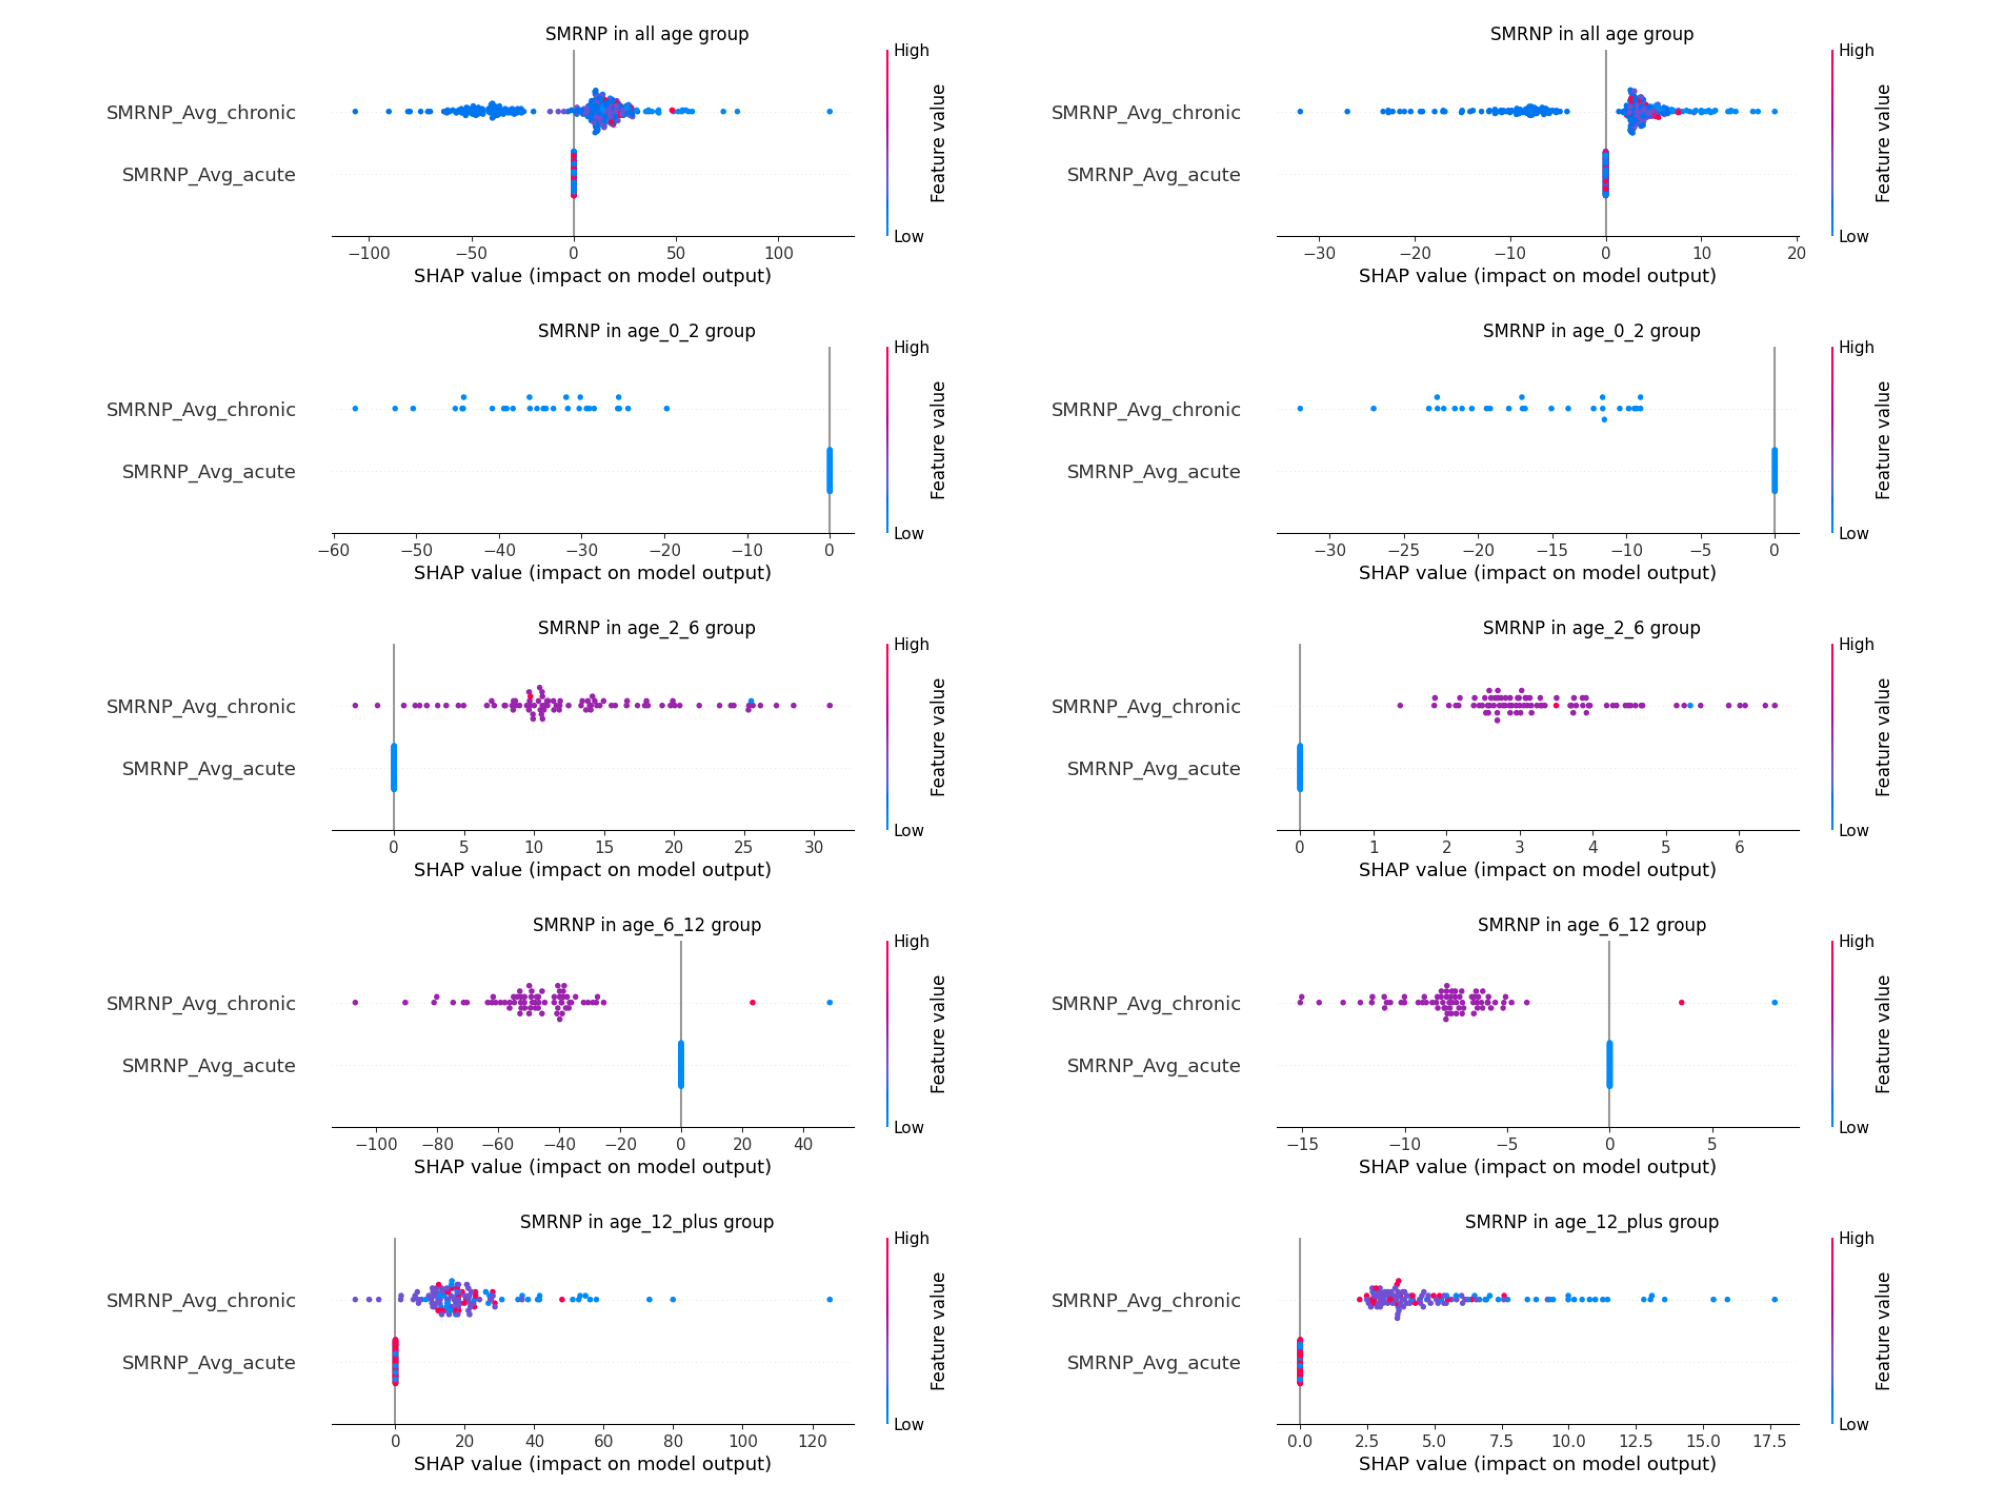 SMRNP in all age group
High
SMRNP_Avg_chronic
SMRNP_Avg_acute
Feature value
Low
−100 −50 0 50 100
SHAP value (impact on model output)
SMRNP in all age group
High
SMRNP_Avg_chronic
SMRNP_Avg_acute
Feature value
Low
−30 −20 −10 0 10 20
SHAP value (impact on model output)
SMRNP in age_0_2 group
High
SMRNP_Avg_chronic
SMRNP_Avg_acute
Feature value
Low
−60 −50 −40 −30 −20 −10 0
SHAP value (impact on model output)
SMRNP in age_0_2 group
High
SMRNP_Avg_chronic
SMRNP_Avg_acute
Feature value
Low
−30 −25 −20 −15 −10 −5 0
SHAP value (impact on model output)
SMRNP in age_2_6 group
High
SMRNP_Avg_chronic
SMRNP_Avg_acute
Feature value
Low
0 5 10 15 20 25 30
SHAP value (impact on model output)
SMRNP in age_2_6 group
High
SMRNP_Avg_chronic
SMRNP_Avg_acute
Feature value
Low
0 1 2 3 4 5 6
SHAP value (impact on model output)
SMRNP in age_6_12 group
High
SMRNP_Avg_chronic
SMRNP_Avg_acute
Feature value
Low
−100 −80 −60 −40 −20 0 20 40
SHAP value (impact on model output)
SMRNP in age_6_12 group
High
SMRNP_Avg_chronic
SMRNP_Avg_acute
Feature value
Low
−15 −10 −5 0 5
SHAP value (impact on model output)
SMRNP in age_12_plus group
High
SMRNP_Avg_chronic
SMRNP_Avg_acute
Feature value
Low
0 20 40 60 80 100 120
SHAP value (impact on model output)
SMRNP in age_12_plus group
High
SMRNP_Avg_chronic
SMRNP_Avg_acute
Feature value
Low
0.0 2.5 5.0 7.5 10.0 12.5 15.0 17.5
SHAP value (impact on model output)